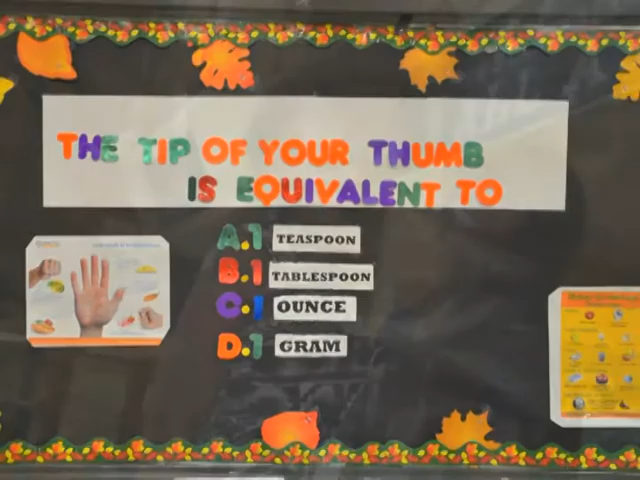 THE TIP OF YOUR THUMB
IS EQUIVALENT TO
A.1 TEASPOON
B.1 TABLESPOON
C.1 OUNCE
D.1 GRAM